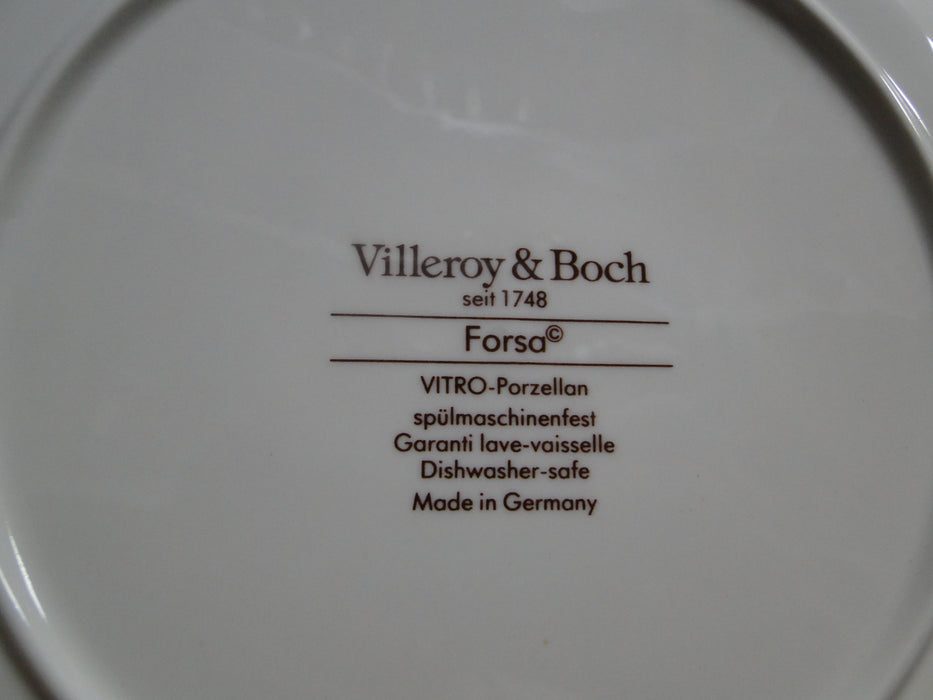 Villeroy & Boch
seit 1748
Forsa©
VITRO-Porzellan
spülmaschinenfest
Garanti lave-vaisselle
Dishwasher-safe
Made in Germany